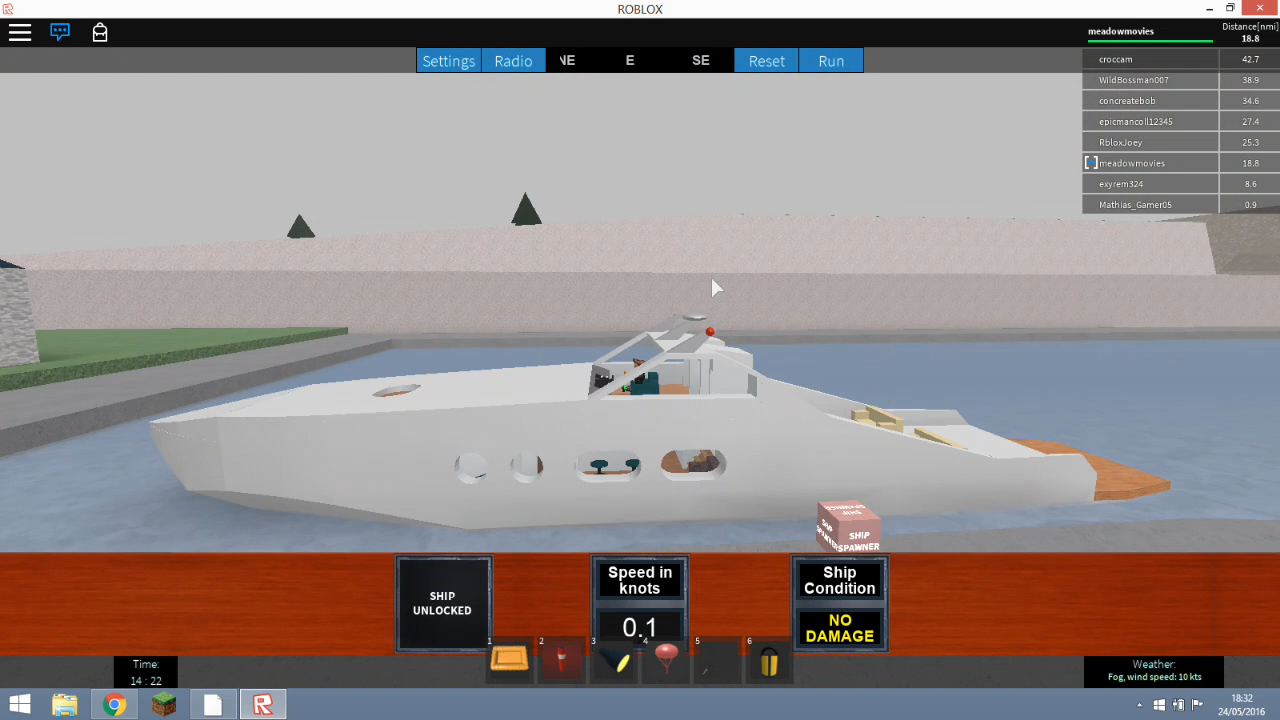 ROBLOX
meadowmovies
Distance[nmi]
18.8
Settings
Radio
NE
E
SE
Reset
Run
croccam 42.7
WildBossman007 38.9
concreatebob 34.6
epicmancoll12345 27.4
RbloxJoey 25.3
meadowmovies 18.8
exyrem324 8.6
Mathias_Gamer05 0.9
SHIP
SPAWNER
SHIP
SPAWNER
SHIP
UNLOCKED
Speed in
knots
0.1
Ship
Condition
NO
DAMAGE
1 2 3 4 5 6
Time:
14 : 22
Weather:
Fog, wind speed: 10 kts
18:32
24/05/2016